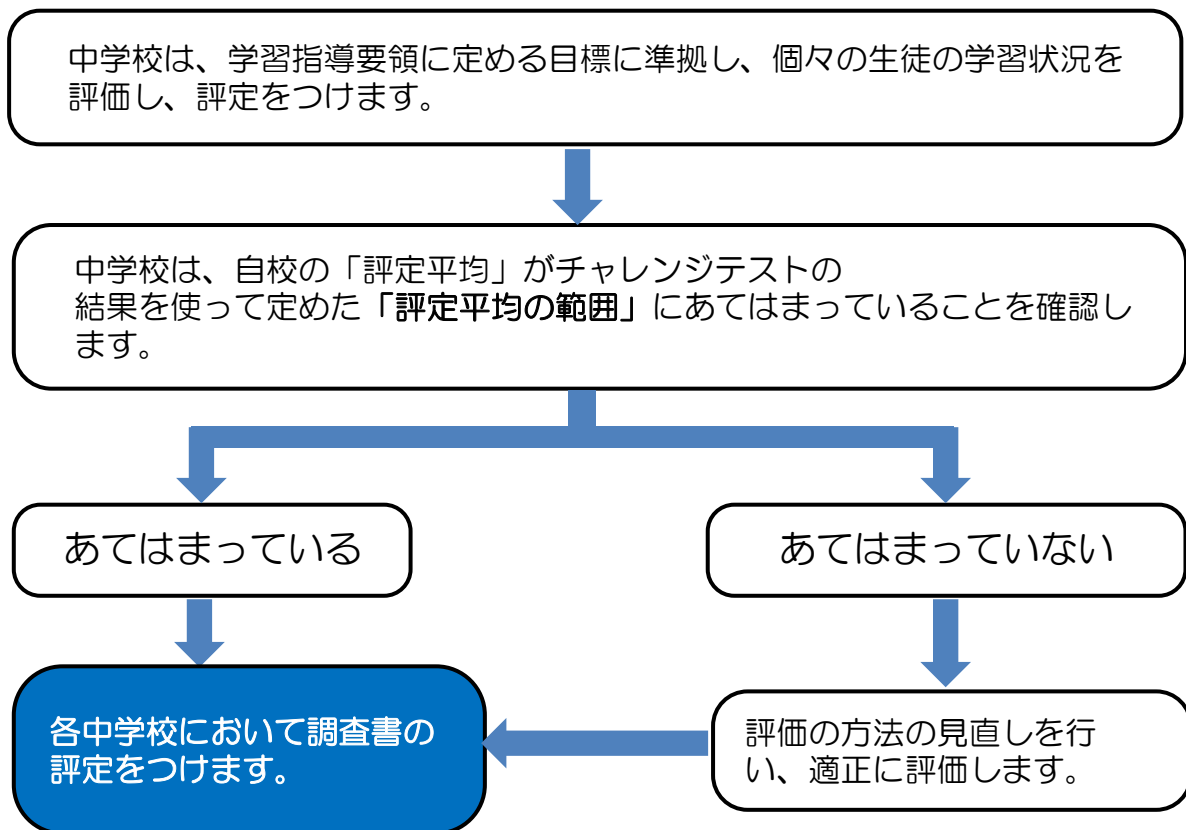 中学校は、学習指導要領に定める目標に準拠し、個々の生徒の学習状況を
評価し、評定をつけます。
中学校は、自校の「評定平均」がチャレンジテストの
結果を使って定めた「評定平均の範囲」にあてはまっていることを確認し
ます。
あてはまっている
あてはまっていない
各中学校において調査書の
評定をつけます。
評価の方法の見直しを行
い、適正に評価します。